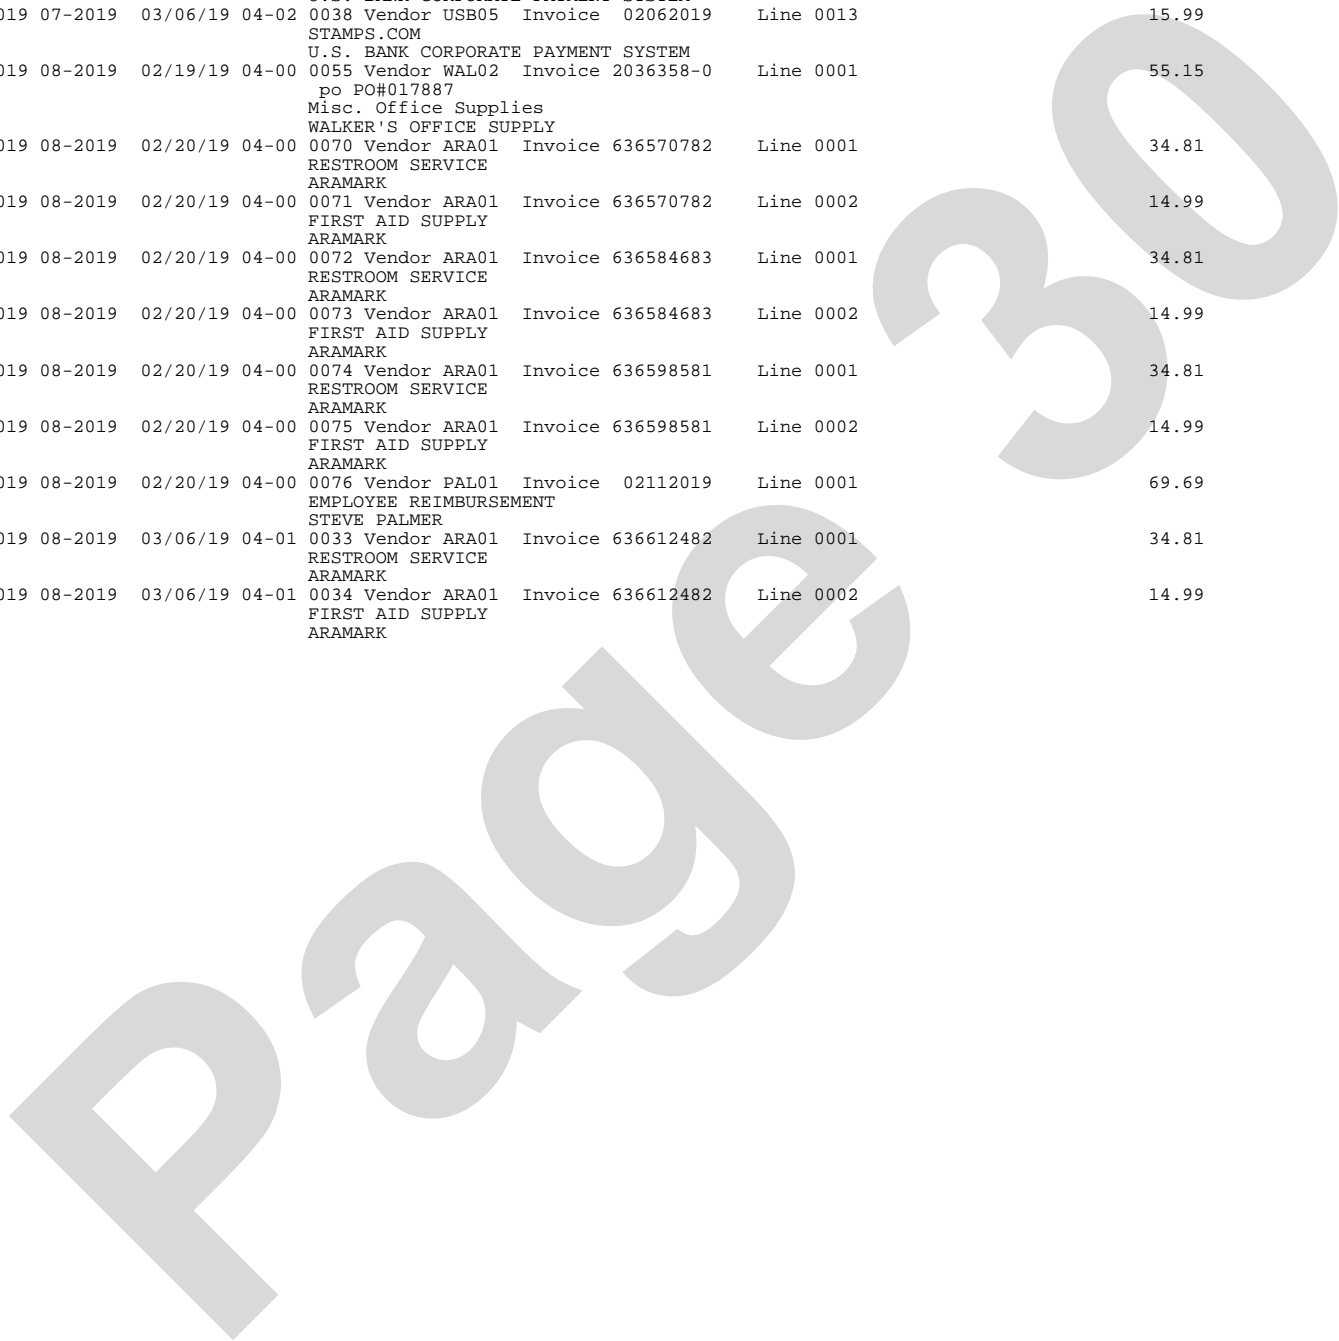 019 07-2019 03/06/19 04-02 0038 Vendor USB05 Invoice 02062019 Line 0013 15.99
STAMPS.COM
U.S. BANK CORPORATE PAYMENT SYSTEM
019 08-2019 02/19/19 04-00 0055 Vendor WAL02 Invoice 2036358-0 Line 0001 55.15
po PO#017887
Misc. Office Supplies
WALKER'S OFFICE SUPPLY
019 08-2019 02/20/19 04-00 0070 Vendor ARA01 Invoice 636570782 Line 0001 34.81
RESTROOM SERVICE
ARAMARK
019 08-2019 02/20/19 04-00 0071 Vendor ARA01 Invoice 636570782 Line 0002 14.99
FIRST AID SUPPLY
ARAMARK
019 08-2019 02/20/19 04-00 0072 Vendor ARA01 Invoice 636584683 Line 0001 34.81
RESTROOM SERVICE
ARAMARK
019 08-2019 02/20/19 04-00 0073 Vendor ARA01 Invoice 636584683 Line 0002 14.99
FIRST AID SUPPLY
ARAMARK
019 08-2019 02/20/19 04-00 0074 Vendor ARA01 Invoice 636598581 Line 0001 34.81
RESTROOM SERVICE
ARAMARK
019 08-2019 02/20/19 04-00 0075 Vendor ARA01 Invoice 636598581 Line 0002 14.99
FIRST AID SUPPLY
ARAMARK
019 08-2019 02/20/19 04-00 0076 Vendor PAL01 Invoice 02112019 Line 0001 69.69
EMPLOYEE REIMBURSEMENT
STEVE PALMER
019 08-2019 03/06/19 04-01 0033 Vendor ARA01 Invoice 636612482 Line 0001 34.81
RESTROOM SERVICE
ARAMARK
019 08-2019 03/06/19 04-01 0034 Vendor ARA01 Invoice 636612482 Line 0002 14.99
FIRST AID SUPPLY
ARAMARK
Page 30